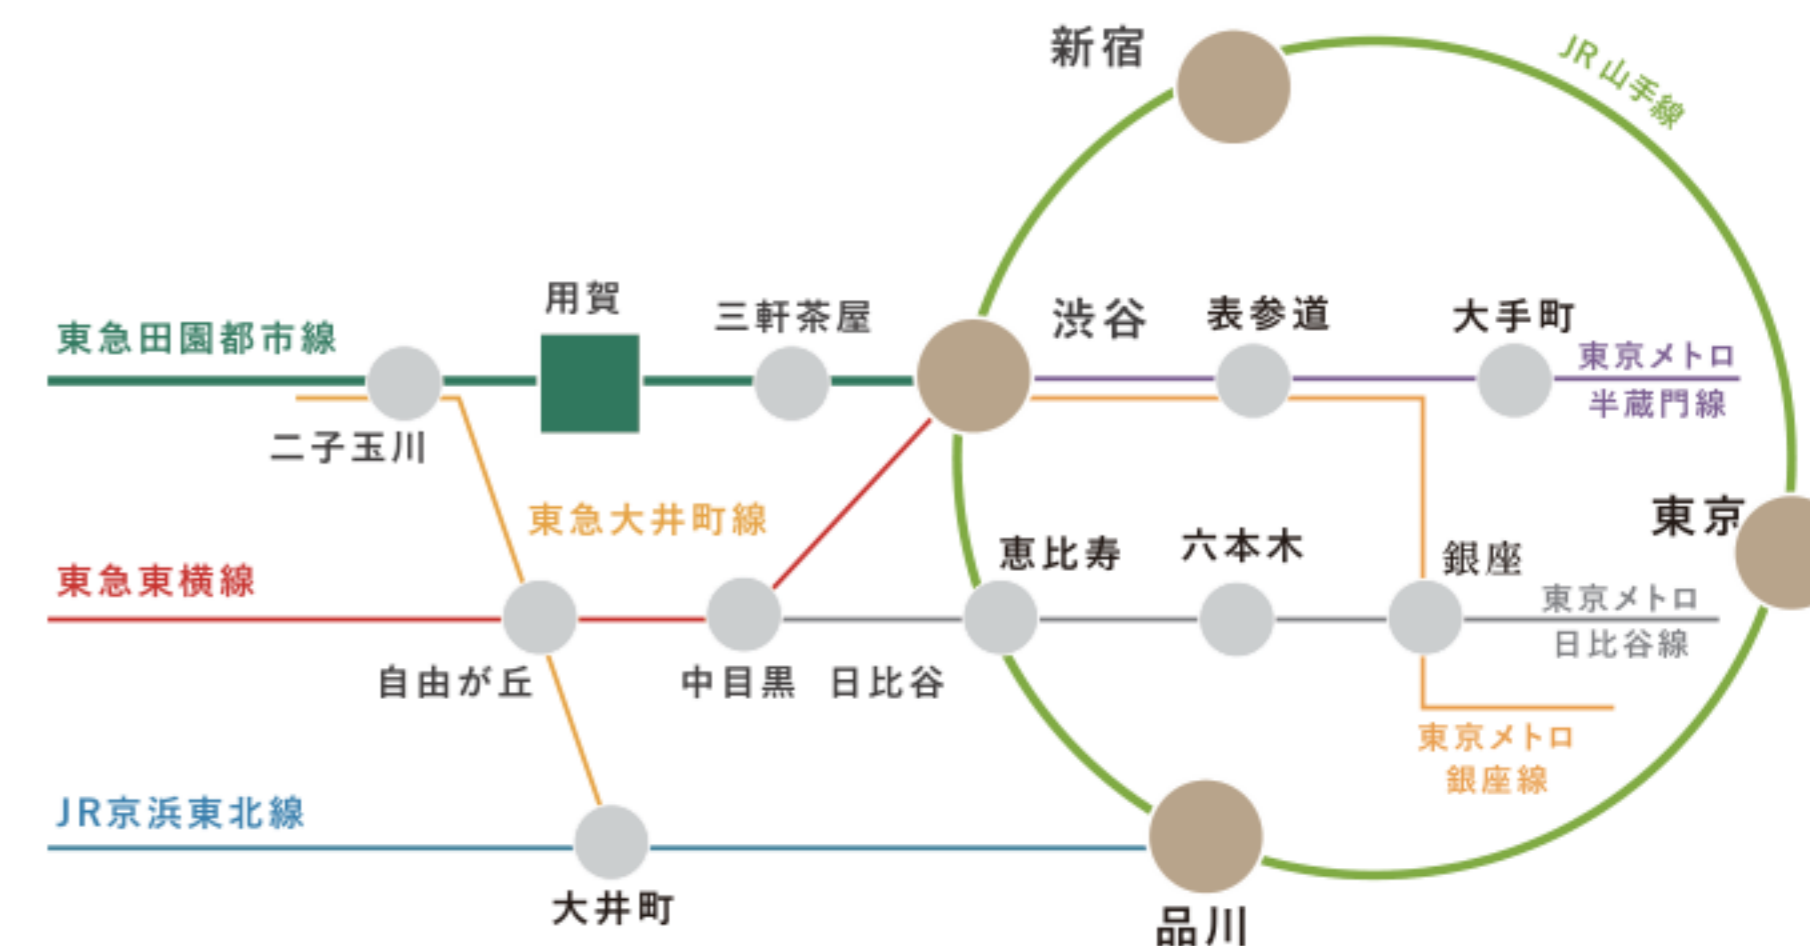 新宿
JR山手線
用賀
三軒茶屋
渋谷
表参道
大手町
東急田園都市線
東京メトロ
半蔵門線
二子玉川
東急大井町線
東京
恵比寿
六本木
銀座
東急東横線
東京メトロ
日比谷線
自由が丘
中目黒
日比谷
東京メトロ
銀座線
JR京浜東北線
大井町
品川